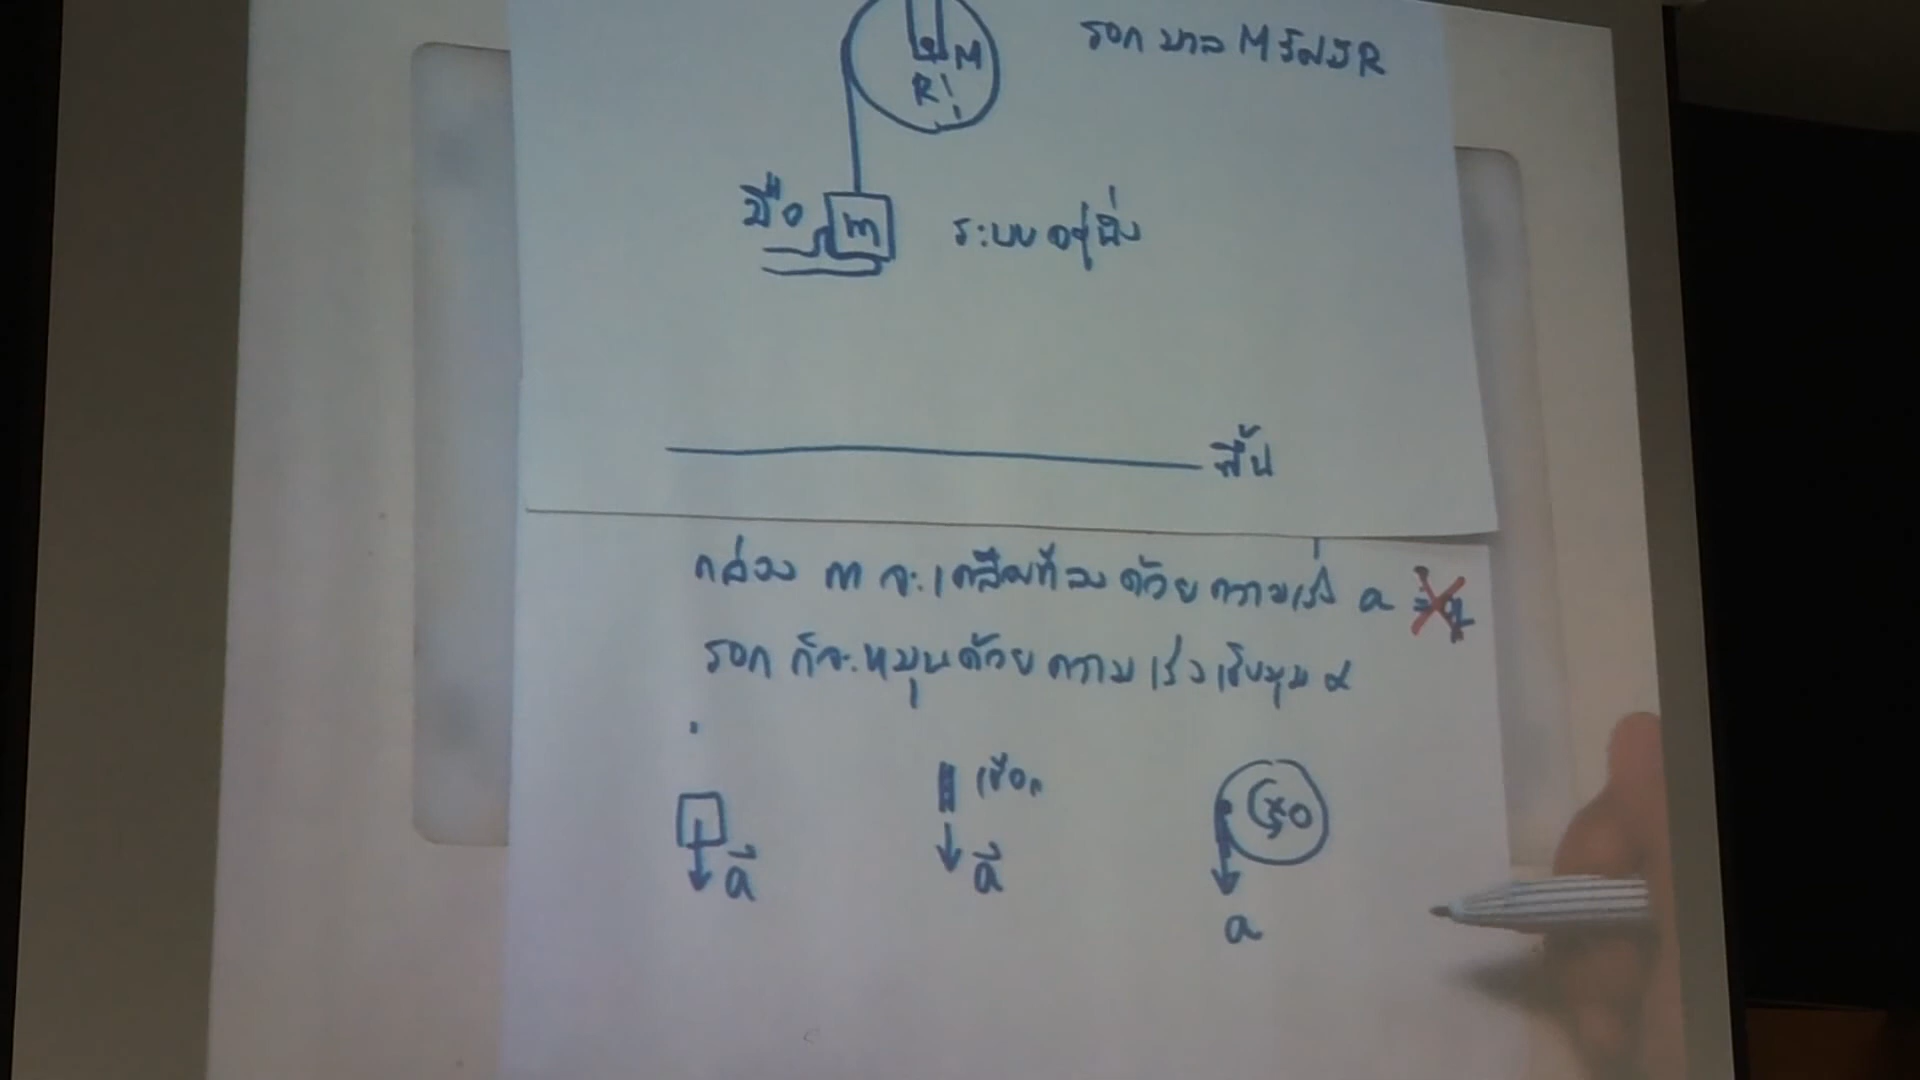 รอก มวล M รัศมี R
M
R
มือ m ระบบอยู่นิ่ง
พื้น
กล่อง m จะเคลื่อนที่ลงด้วยความเร่ง a = g
รอก ก็จะหมุนด้วย ความเร่งเชิงมุม α
เชือก
a a a